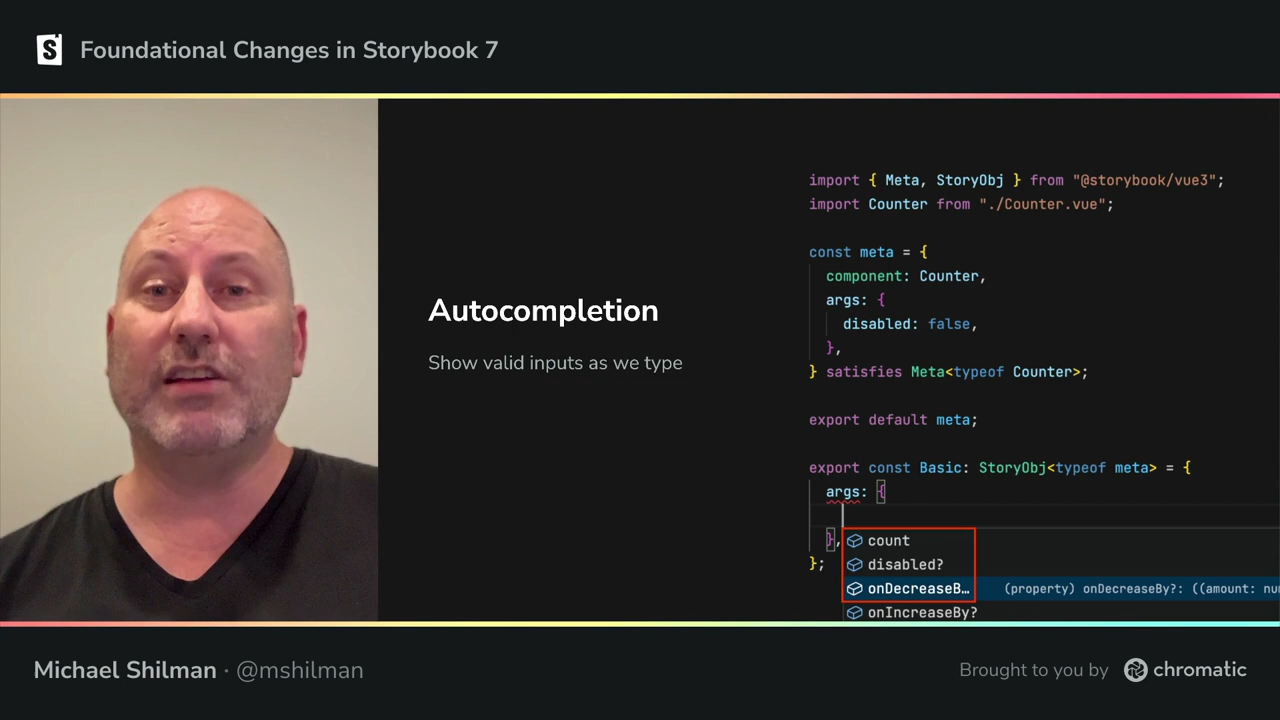 S Foundational Changes in Storybook 7
Autocompletion
Show valid inputs as we type
import { Meta, StoryObj } from "@storybook/vue3";
import Counter from "./Counter.vue";
const meta = {
component: Counter,
args: {
disabled: false,
},
} satisfies Meta<typeof Counter>;
export default meta;
export const Basic: StoryObj<typeof meta> = {
args: {
},
};
count
disabled?
onDecreaseB… (property) onDecreaseBy?: ((amount: nu
onIncreaseBy?
Michael Shilman · @mshilman
Brought to you by chromatic